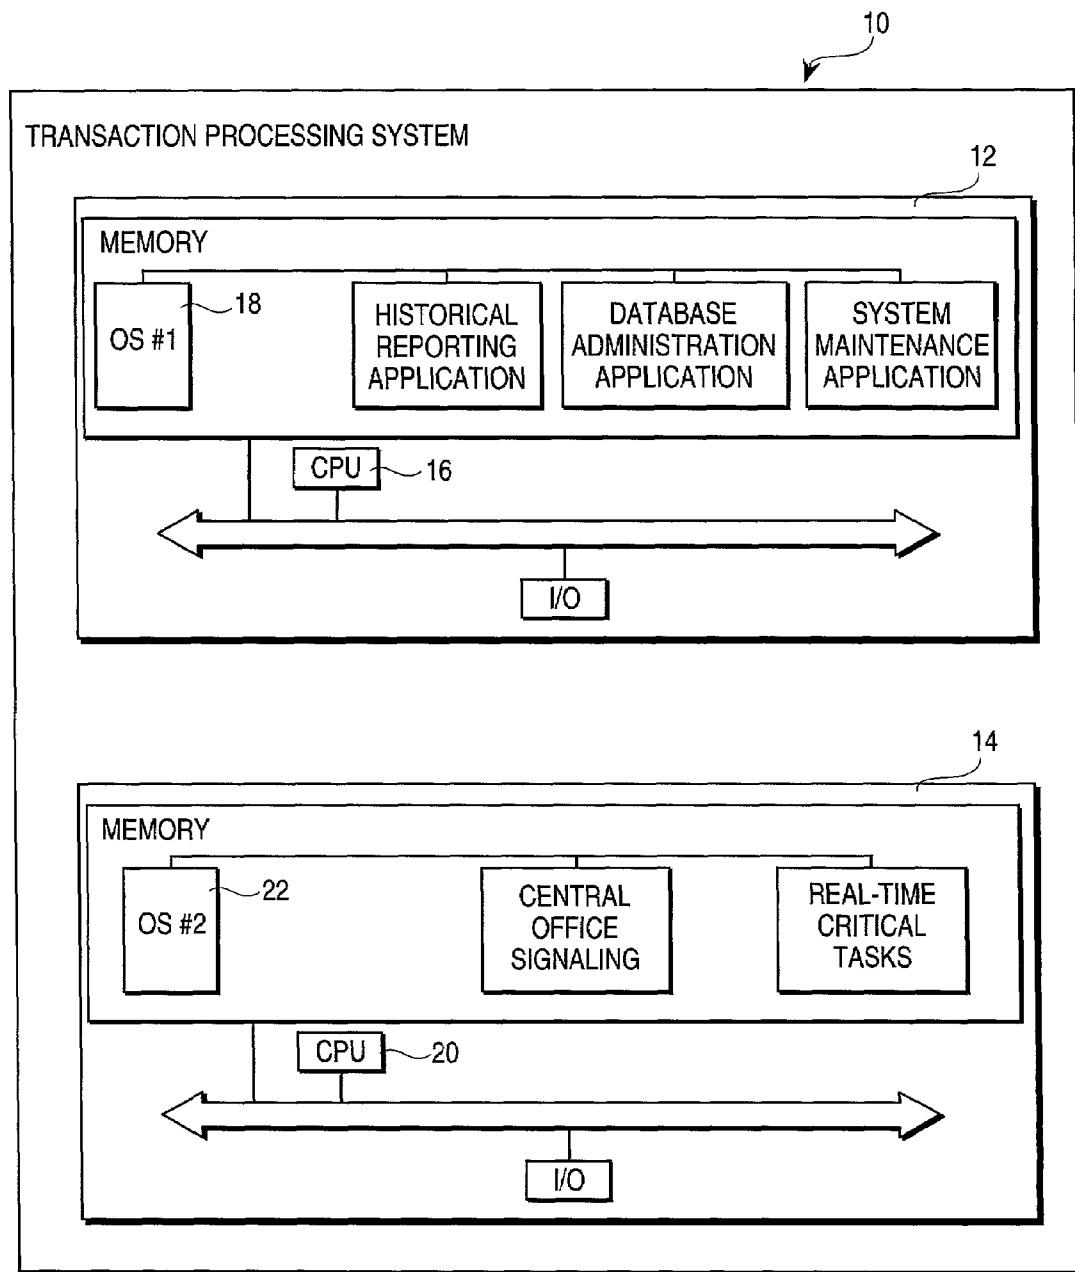 10
TRANSACTION PROCESSING SYSTEM
12
MEMORY
OS #1
18
HISTORICAL
REPORTING
APPLICATION
DATABASE
ADMINISTRATION
APPLICATION
SYSTEM
MAINTENANCE
APPLICATION
CPU
16
I/O
14
MEMORY
OS #2
22
CENTRAL
OFFICE
SIGNALING
REAL-TIME
CRITICAL
TASKS
CPU
20
I/O